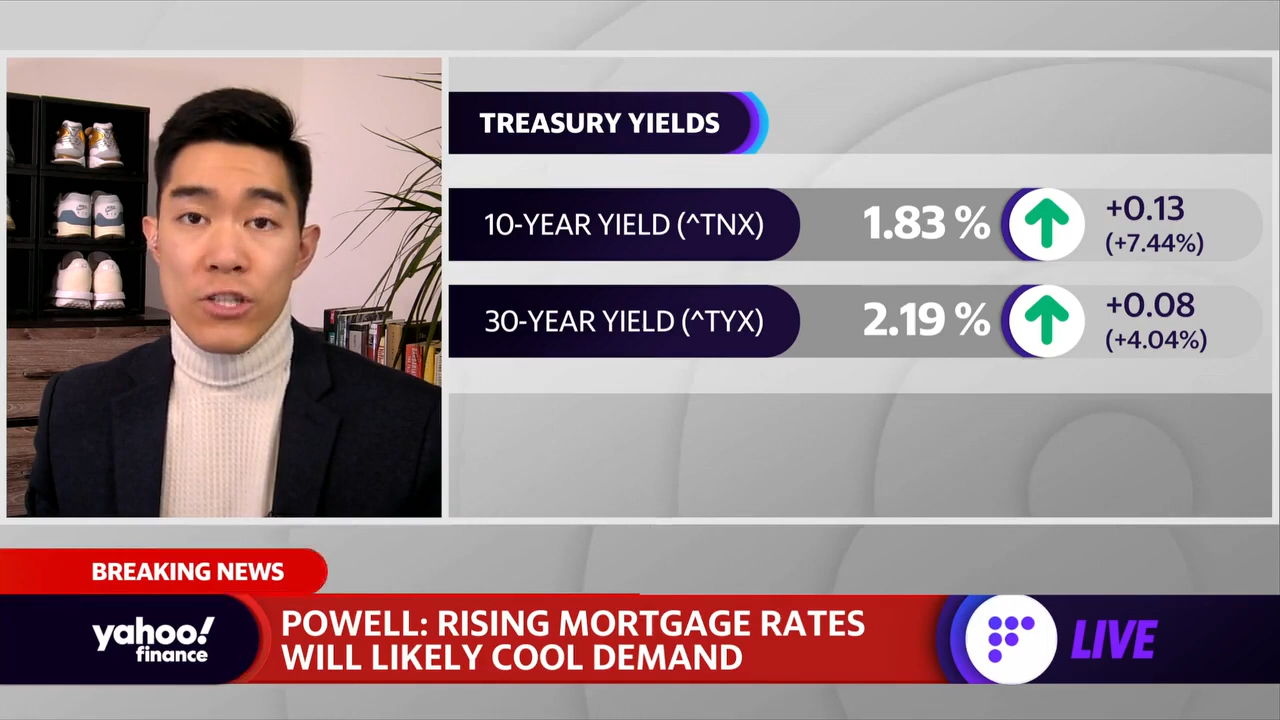 TREASURY YIELDS
10-YEAR YIELD (^TNX)
1.83 %
+0.13
(+7.44%)
30-YEAR YIELD (^TYX)
2.19 %
+0.08
(+4.04%)
BREAKING NEWS
yahoo!
finance
POWELL: RISING MORTGAGE RATES
WILL LIKELY COOL DEMAND
LIVE